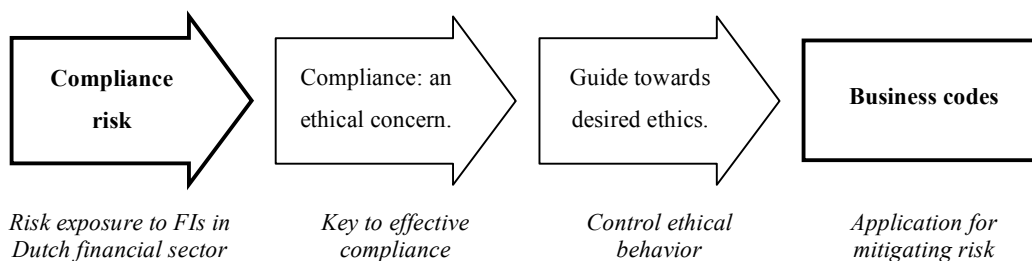 Compliance
risk
Compliance: an
ethical concern.
Guide towards
desired ethics.
Business codes
Risk exposure to FIs in
Dutch financial sector
Key to effective
compliance
Control ethical
behavior
Application for
mitigating risk